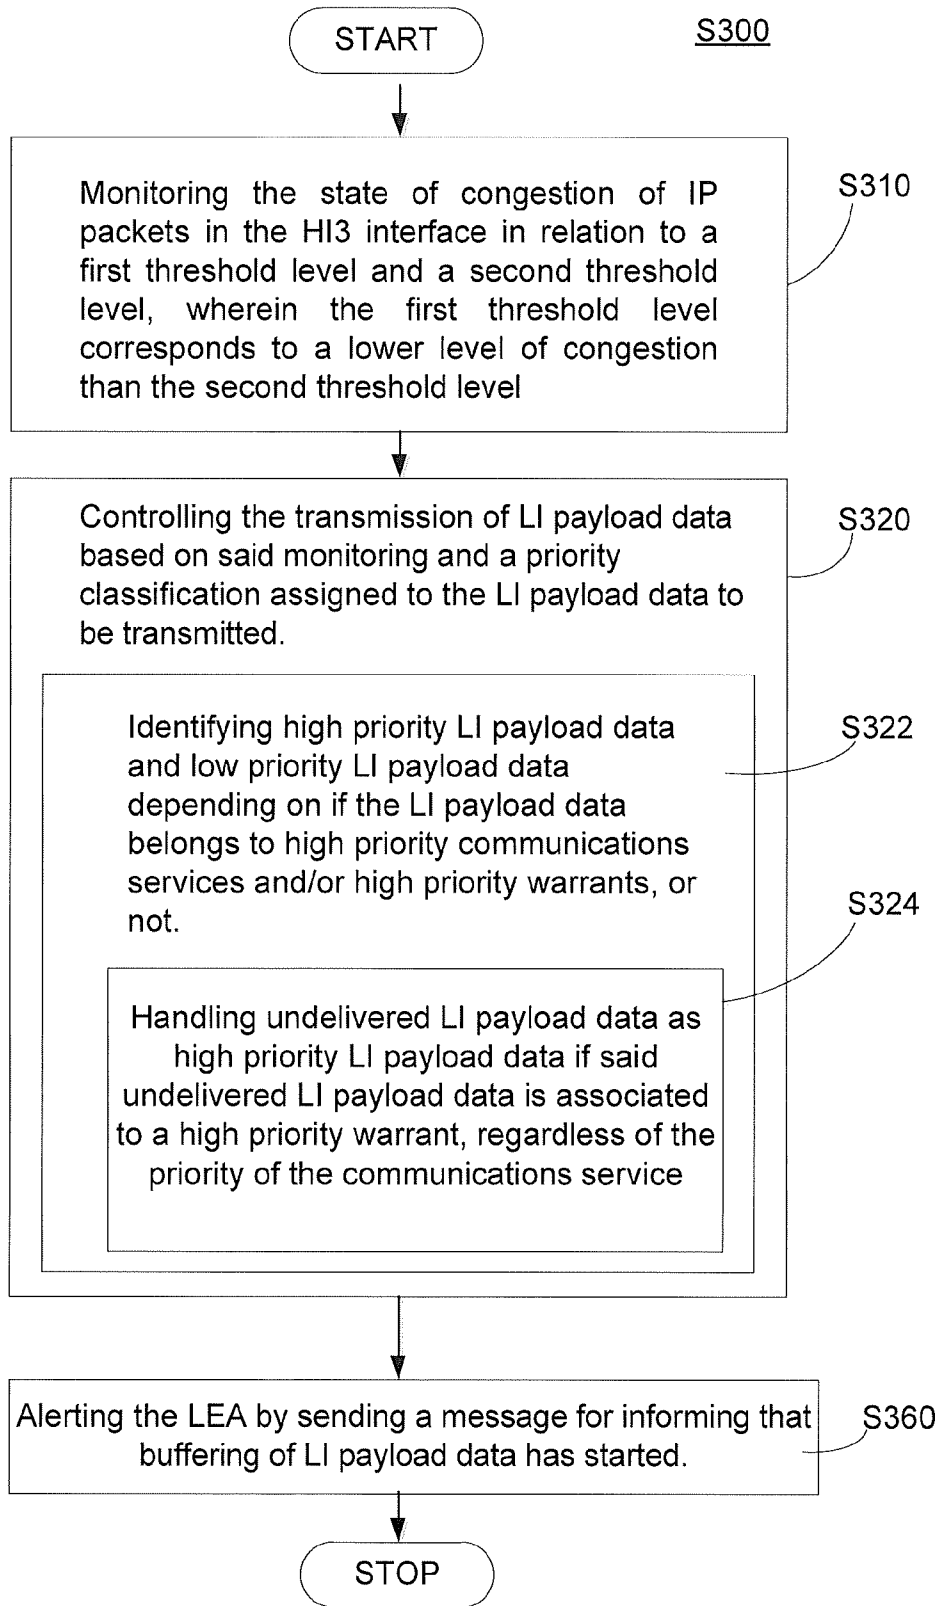 START
S300
Monitoring the state of congestion of IP
packets in the HI3 interface in relation to a
first threshold level and a second threshold
level, wherein the first threshold level
corresponds to a lower level of congestion
than the second threshold level
S310
Controlling the transmission of LI payload data
based on said monitoring and a priority
classification assigned to the LI payload data to
be transmitted.
S320
Identifying high priority LI payload data
and low priority LI payload data
depending on if the LI payload data
belongs to high priority communications
services and/or high priority warrants, or
not.
S322
S324
Handling undelivered LI payload data as
high priority LI payload data if said
undelivered LI payload data is associated
to a high priority warrant, regardless of the
priority of the communications service
Alerting the LEA by sending a message for informing that
buffering of LI payload data has started.
S360
STOP